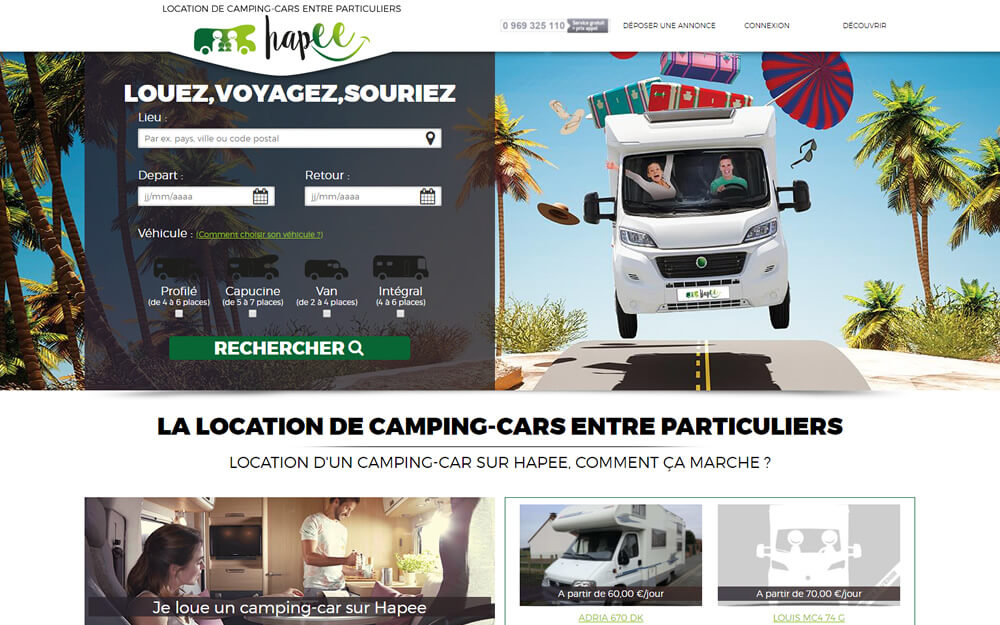 LOCATION DE CAMPING-CARS ENTRE PARTICULIERS
hapee
0 969 325 110 Service gratuit + prix appel
DÉPOSER UNE ANNONCE
CONNEXION
DÉCOUVRIR
LOUEZ,VOYAGEZ,SOURIEZ
Lieu :
Par ex. pays, ville ou code postal
Depart : Retour :
jj/mm/aaaa jj/mm/aaaa
Véhicule : (Comment choisir son véhicule ?)
Profilé Capucine Van Intégral
(de 4 à 6 places) (de 5 à 7 places) (de 2 à 4 places) (4 à 6 places)
RECHERCHER
hapee
LA LOCATION DE CAMPING-CARS ENTRE PARTICULIERS
LOCATION D'UN CAMPING-CAR SUR HAPEE, COMMENT ÇA MARCHE ?
Je loue un camping-car sur Hapee
A partir de 60,00 €/jour A partir de 70,00 €/jour
ADRIA 670 DK LOUIS MC4 74 G